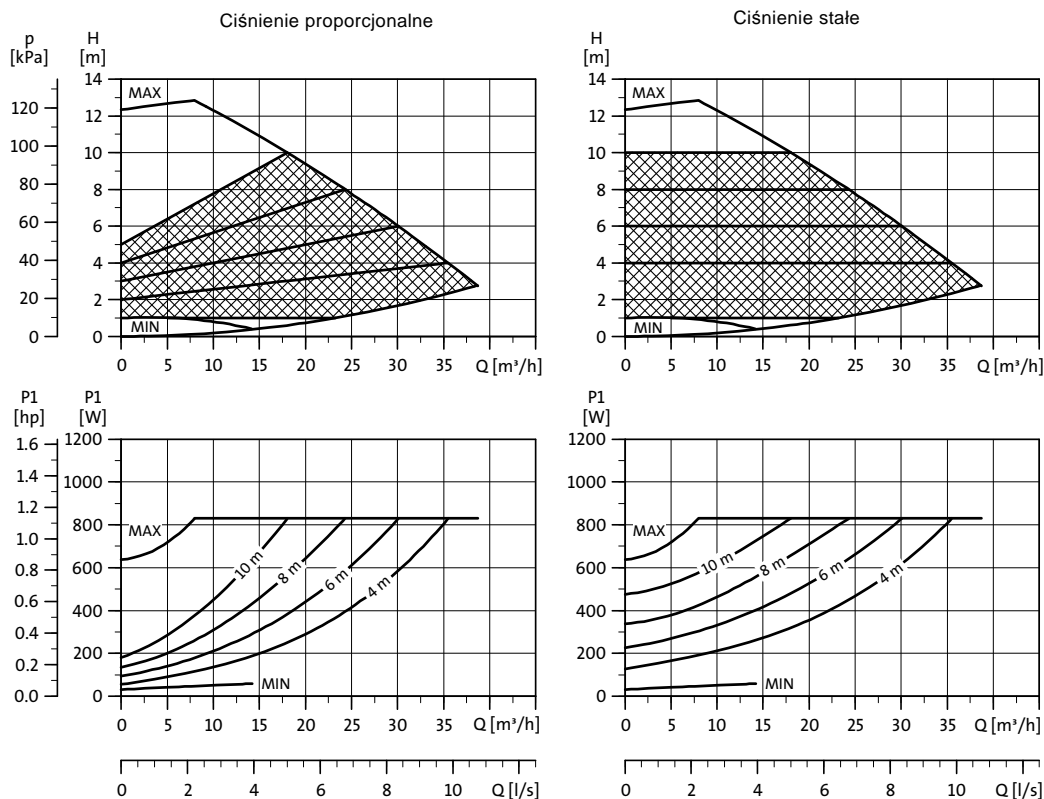 Ciśnienie proporcjonalne
Ciśnienie stałe
p
[kPa]
H
[m]
120
100
80
60
40
20
0
14
12
10
8
6
4
2
0
MAX
MIN
0 5 10 15 20 25 30 35 Q [m³/h]
H
[m]
14
12
10
8
6
4
2
0
MAX
MIN
0 5 10 15 20 25 30 35 Q [m³/h]
P1
[hp]
P1
[W]
1.6
1.4
1.2
1.0
0.8
0.6
0.4
0.2
0.0
1200
1000
800
600
400
200
0
MAX
10 m
8 m
6 m
4 m
MIN
0 5 10 15 20 25 30 35 Q [m³/h]
0 2 4 6 8 10 Q [l/s]
P1
[W]
1200
1000
800
600
400
200
0
MAX
10 m
8 m
6 m
4 m
MIN
0 5 10 15 20 25 30 35 Q [m³/h]
0 2 4 6 8 10 Q [l/s]